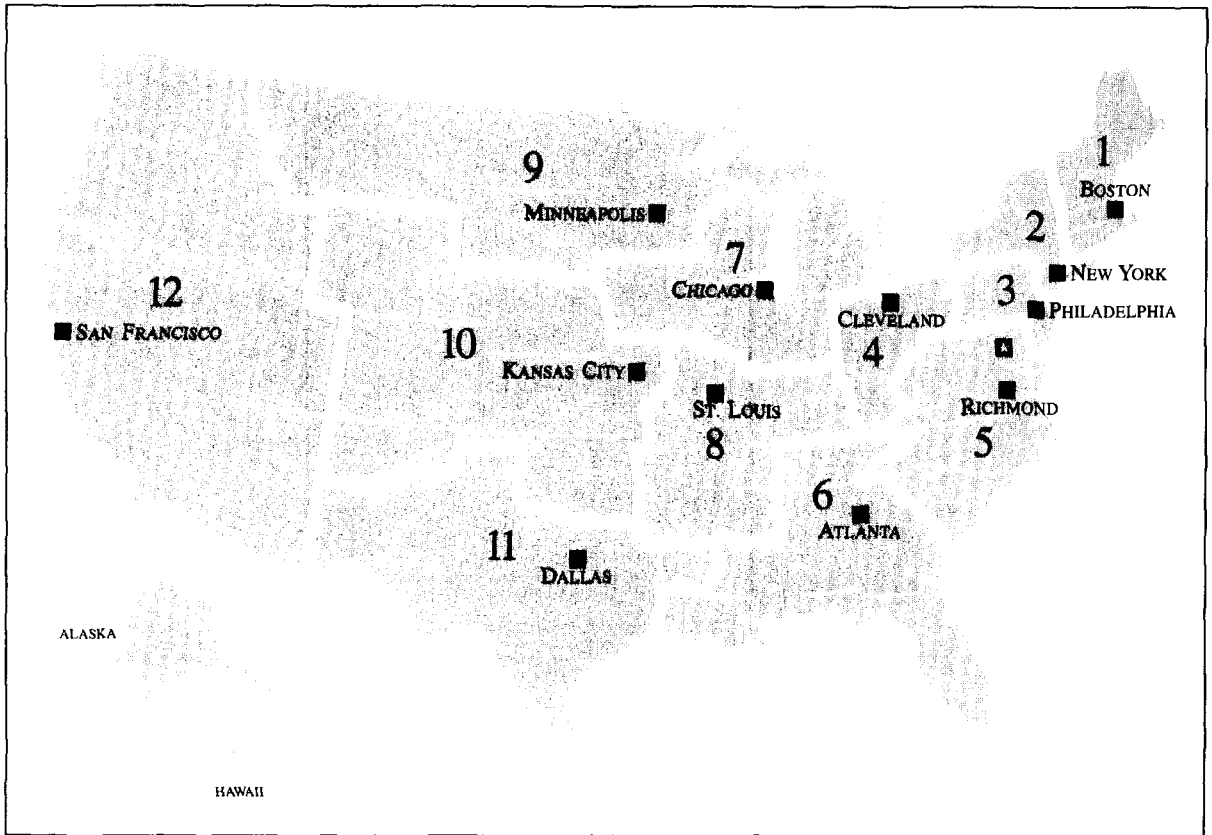 1
BOSTON
9
MINNEAPOLIS
2
7
NEW YORK
CHICAGO
12
3
CLEVELAND
PHILADELPHIA
SAN FRANCISCO
10
4
KANSAS CITY
ST. LOUIS
RICHMOND
8
5
6
ATLANTA
11
DALLAS
ALASKA
HAWAII